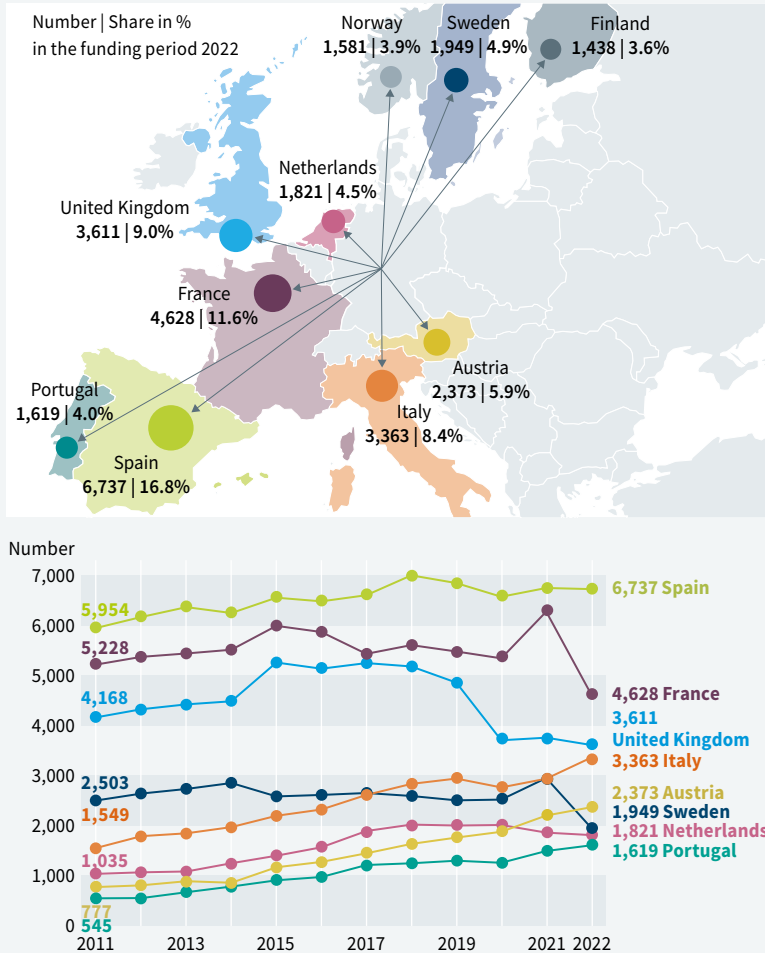 Number | Share in %
in the funding period 2022
Norway
1,581 | 3.9%
Sweden
1,949 | 4.9%
Finland
1,438 | 3.6%
Netherlands
1,821 | 4.5%
United Kingdom
3,611 | 9.0%
France
4,628 | 11.6%
Austria
2,373 | 5.9%
Portugal
1,619 | 4.0%
Italy
3,363 | 8.4%
Spain
6,737 | 16.8%
Number
7,000
6,000
5,000
4,000
3,000
2,000
1,000
0
5,954
5,228
4,168
2,503
1,549
1,035
777
545
6,737 Spain
4,628 France
3,611
United Kingdom
3,363 Italy
2,373 Austria
1,949 Sweden
1,821 Netherlands
1,619 Portugal
2011 2013 2015 2017 2019 2021 2022